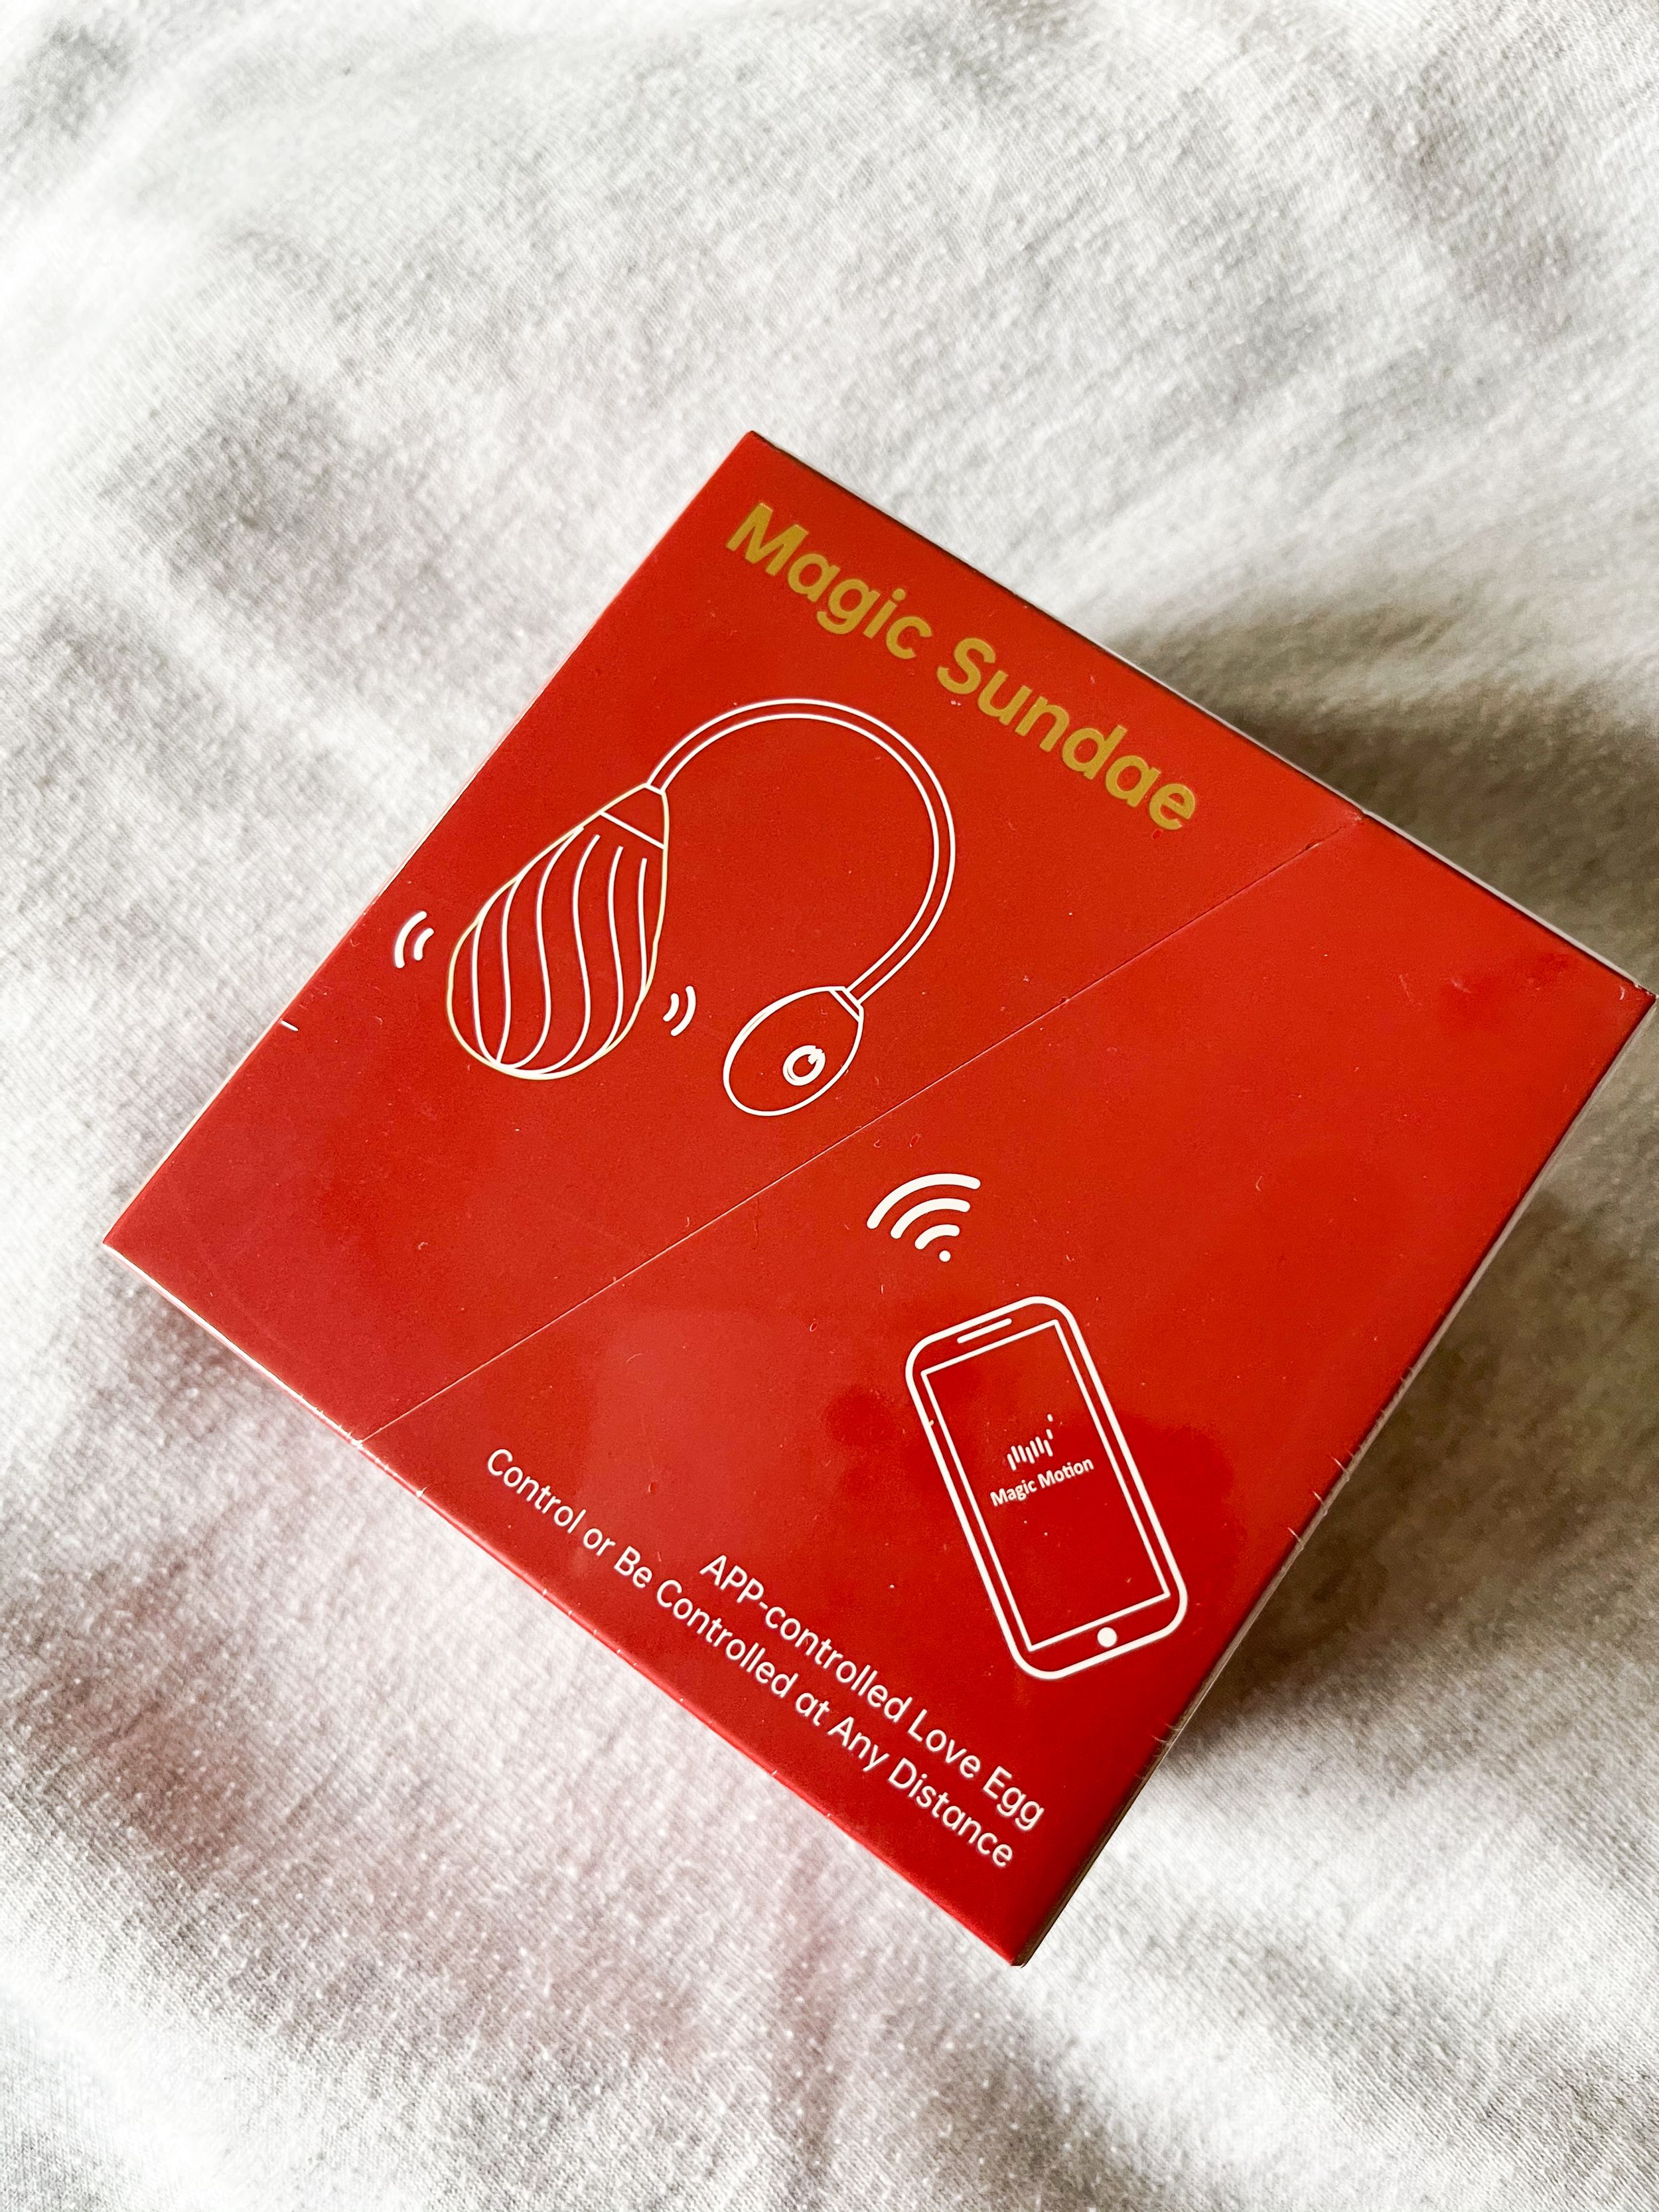 Magic Sundae
Magic Motion
APP-controlled Love Egg
Control or Be Controlled at Any Distance